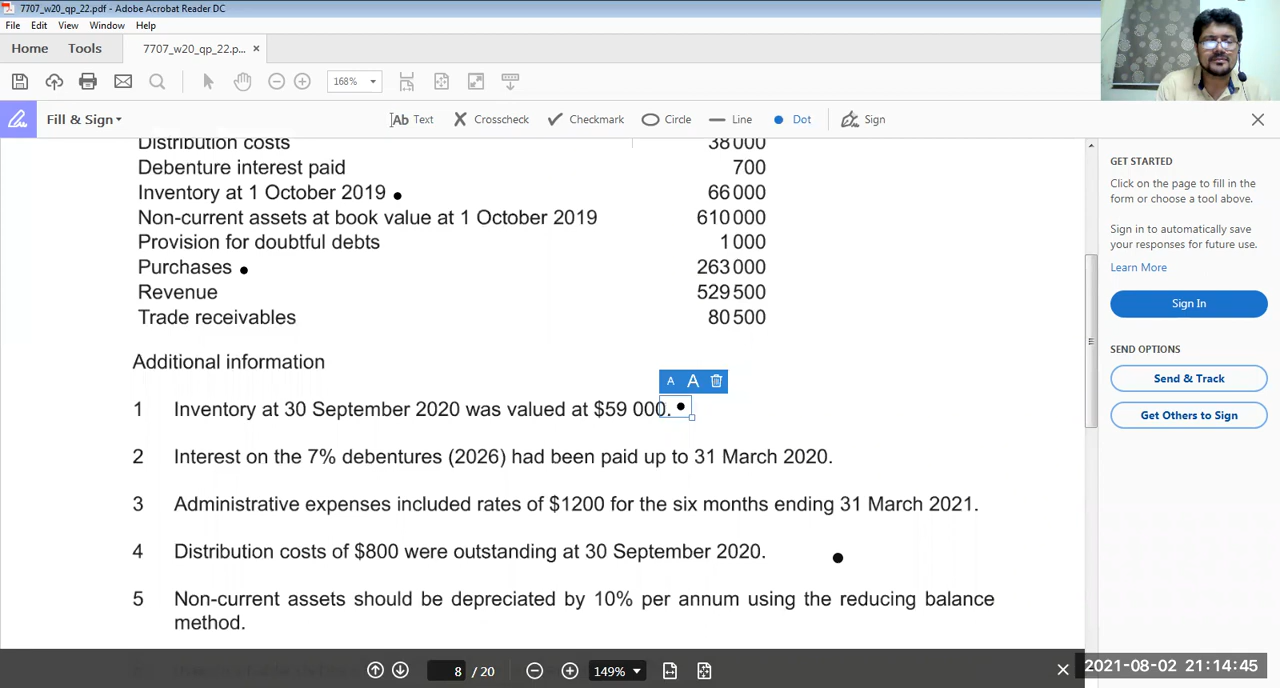 7707_w20_qp_22.pdf - Adobe Acrobat Reader DC
File Edit View Window Help
Home Tools 7707_w20_qp_22.p... ×
168%
Fill & Sign Ab Text Crosscheck Checkmark Circle Line Dot Sign
Distribution costs 38 000
Debenture interest paid 700
Inventory at 1 October 2019 66 000
Non-current assets at book value at 1 October 2019 610 000
Provision for doubtful debts 1 000
Purchases 263 000
Revenue 529 500
Trade receivables 80 500
Additional information
A A
1 Inventory at 30 September 2020 was valued at $59 000.
2 Interest on the 7% debentures (2026) had been paid up to 31 March 2020.
3 Administrative expenses included rates of $1200 for the six months ending 31 March 2021.
4 Distribution costs of $800 were outstanding at 30 September 2020.
5 Non-current assets should be depreciated by 10% per annum using the reducing balance
method.
GET STARTED
Click on the page to fill in the
form or choose a tool above.
Sign in to automatically save
your responses for future use.
Learn More
Sign In
SEND OPTIONS
Send & Track
Get Others to Sign
8 / 20 149%
2021-08-02 21:14:45